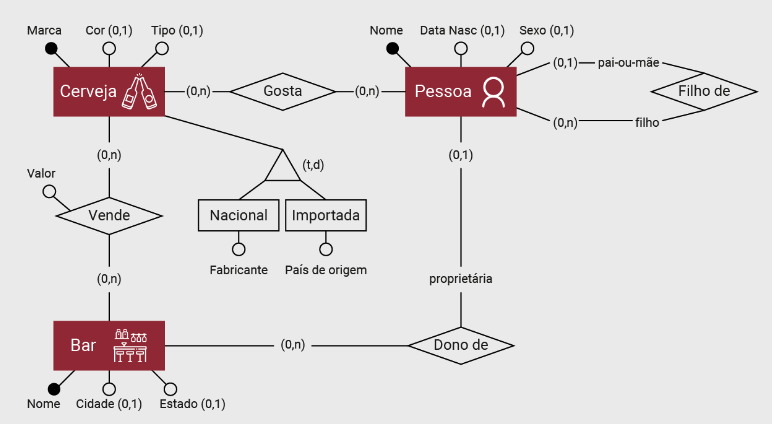 Marca
Cor (0,1)
Tipo (0,1)
Nome
Data Nasc (0,1)
Sexo (0,1)
Cerveja
(0,n)
Gosta
(0,n)
Pessoa
(0,1)
pai-ou-mãe
Filho de
(0,n)
filho
(0,n)
(t,d)
(0,1)
Valor
Vende
Nacional
Importada
Fabricante
País de origem
(0,n)
proprietária
Bar
(0,n)
Dono de
Nome
Cidade (0,1)
Estado (0,1)